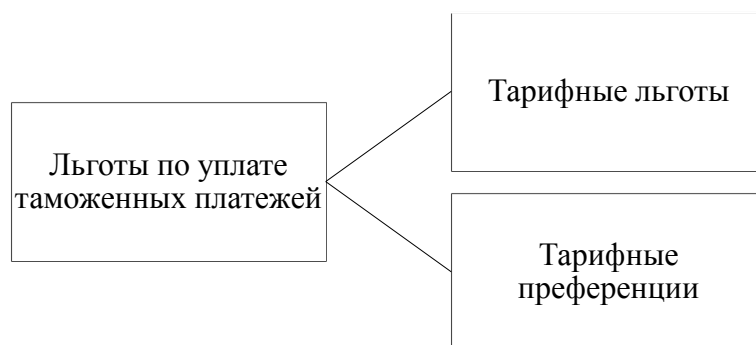 Тарифные льготы
Льготы по уплате
таможенных платежей
Тарифные
преференции